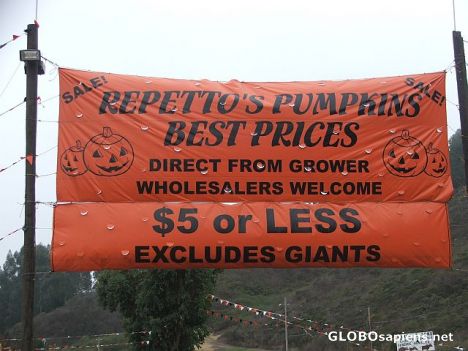 SALE!
SALE!
REPETTO'S PUMPKINS
BEST PRICES
DIRECT FROM GROWER
WHOLESALERS WELCOME
$5 or LESS
EXCLUDES GIANTS
GLOBOsapiens.net